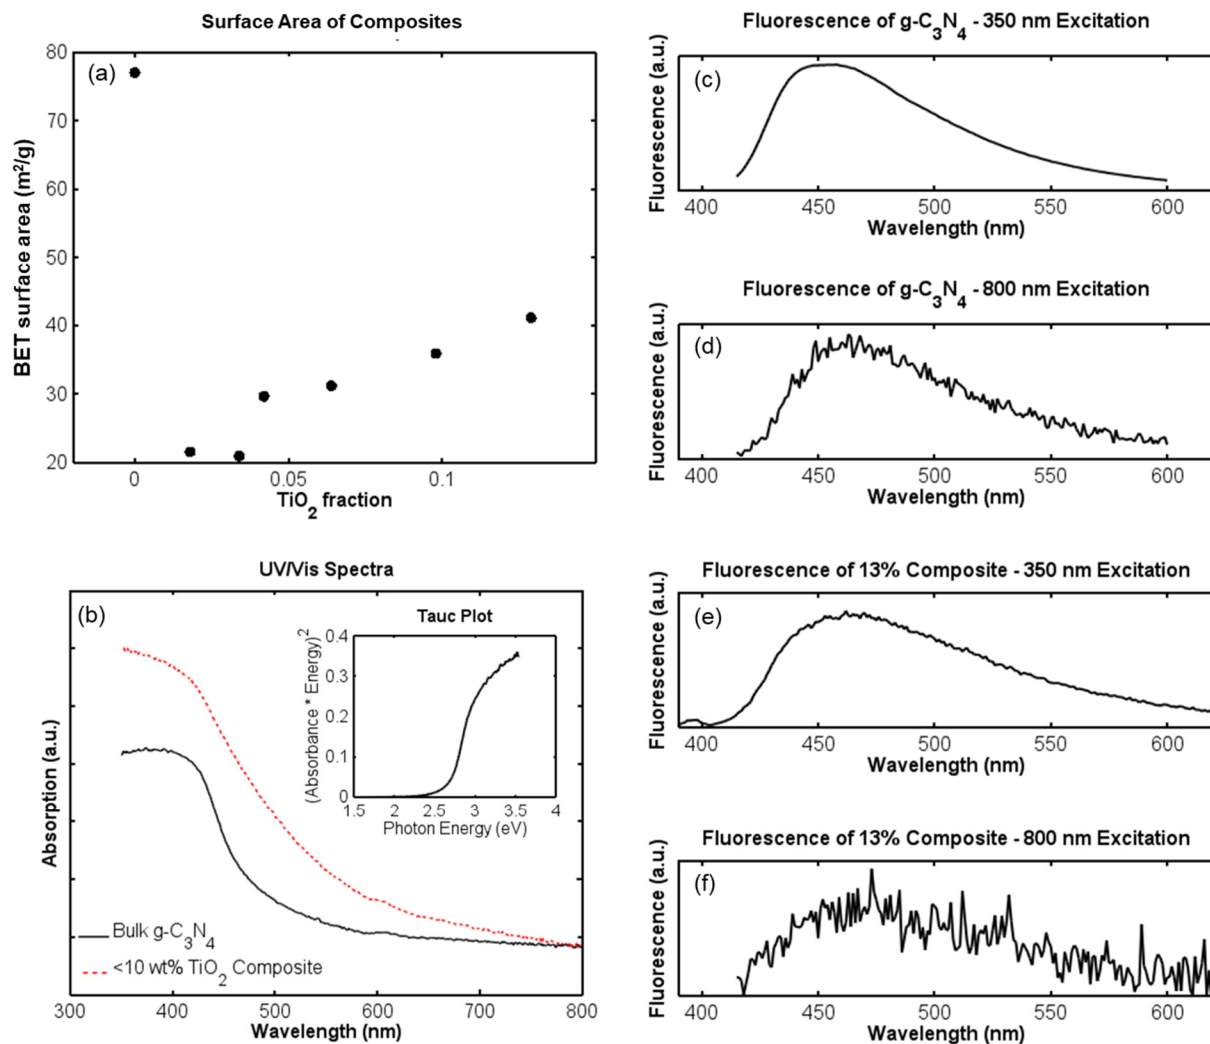 Surface Area of Composites
(a)
BET surface area (m²/g)
80
70
60
50
40
30
20
0
0.05
0.1
TiO₂ fraction
UV/Vis Spectra
(b)
Absorption (a.u.)
Bulk g-C₃N₄
<10 wt% TiO₂ Composite
300
400
500
600
700
800
Wavelength (nm)
Tauc Plot
(Absorbance * Energy)²
0.4
0.3
0.2
0.1
0
1.5
2
2.5
3
3.5
4
Photon Energy (eV)
Fluorescence of g-C₃N₄ - 350 nm Excitation
(c)
Fluorescence (a.u.)
400
450
500
550
600
Wavelength (nm)
Fluorescence of g-C₃N₄ - 800 nm Excitation
(d)
Fluorescence (a.u.)
400
450
500
550
600
Wavelength (nm)
Fluorescence of 13% Composite - 350 nm Excitation
(e)
Fluorescence (a.u.)
400
450
500
550
600
Wavelength (nm)
Fluorescence of 13% Composite - 800 nm Excitation
(f)
Fluorescence (a.u.)
400
450
500
550
600
Wavelength (nm)